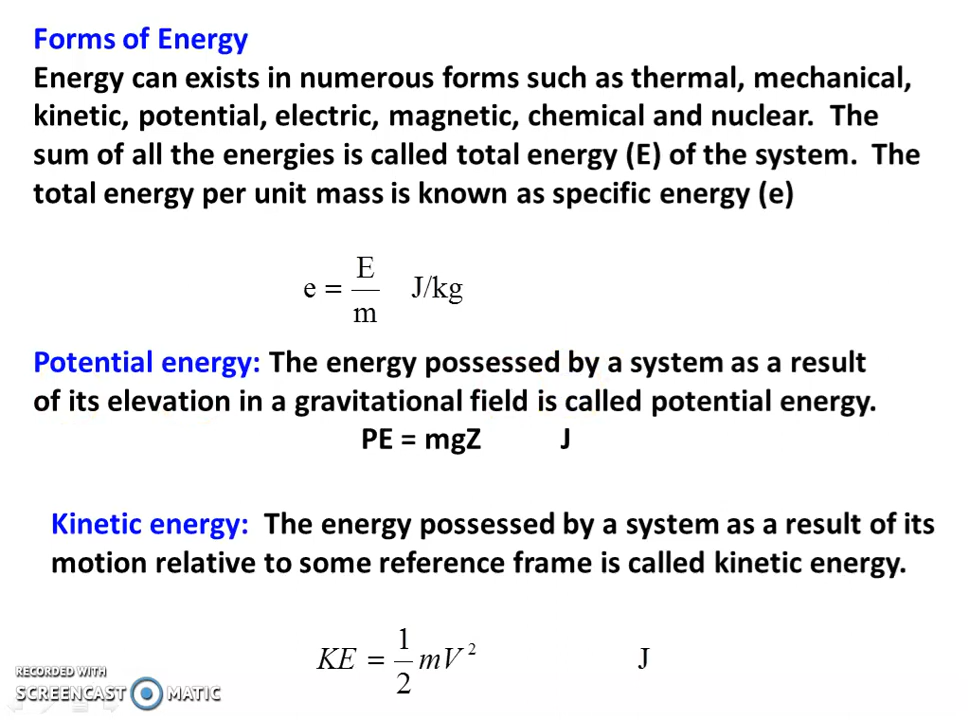 Forms of Energy
Energy can exists in numerous forms such as thermal, mechanical,
kinetic, potential, electric, magnetic, chemical and nuclear. The
sum of all the energies is called total energy (E) of the system. The
total energy per unit mass is known as specific energy (e)
e = E/m J/kg
Potential energy: The energy possessed by a system as a result
of its elevation in a gravitational field is called potential energy.
PE = mgZ J
Kinetic energy: The energy possessed by a system as a result of its
motion relative to some reference frame is called kinetic energy.
KE = 1/2 mV² J
RECORDED WITH
SCREENCAST MATIC